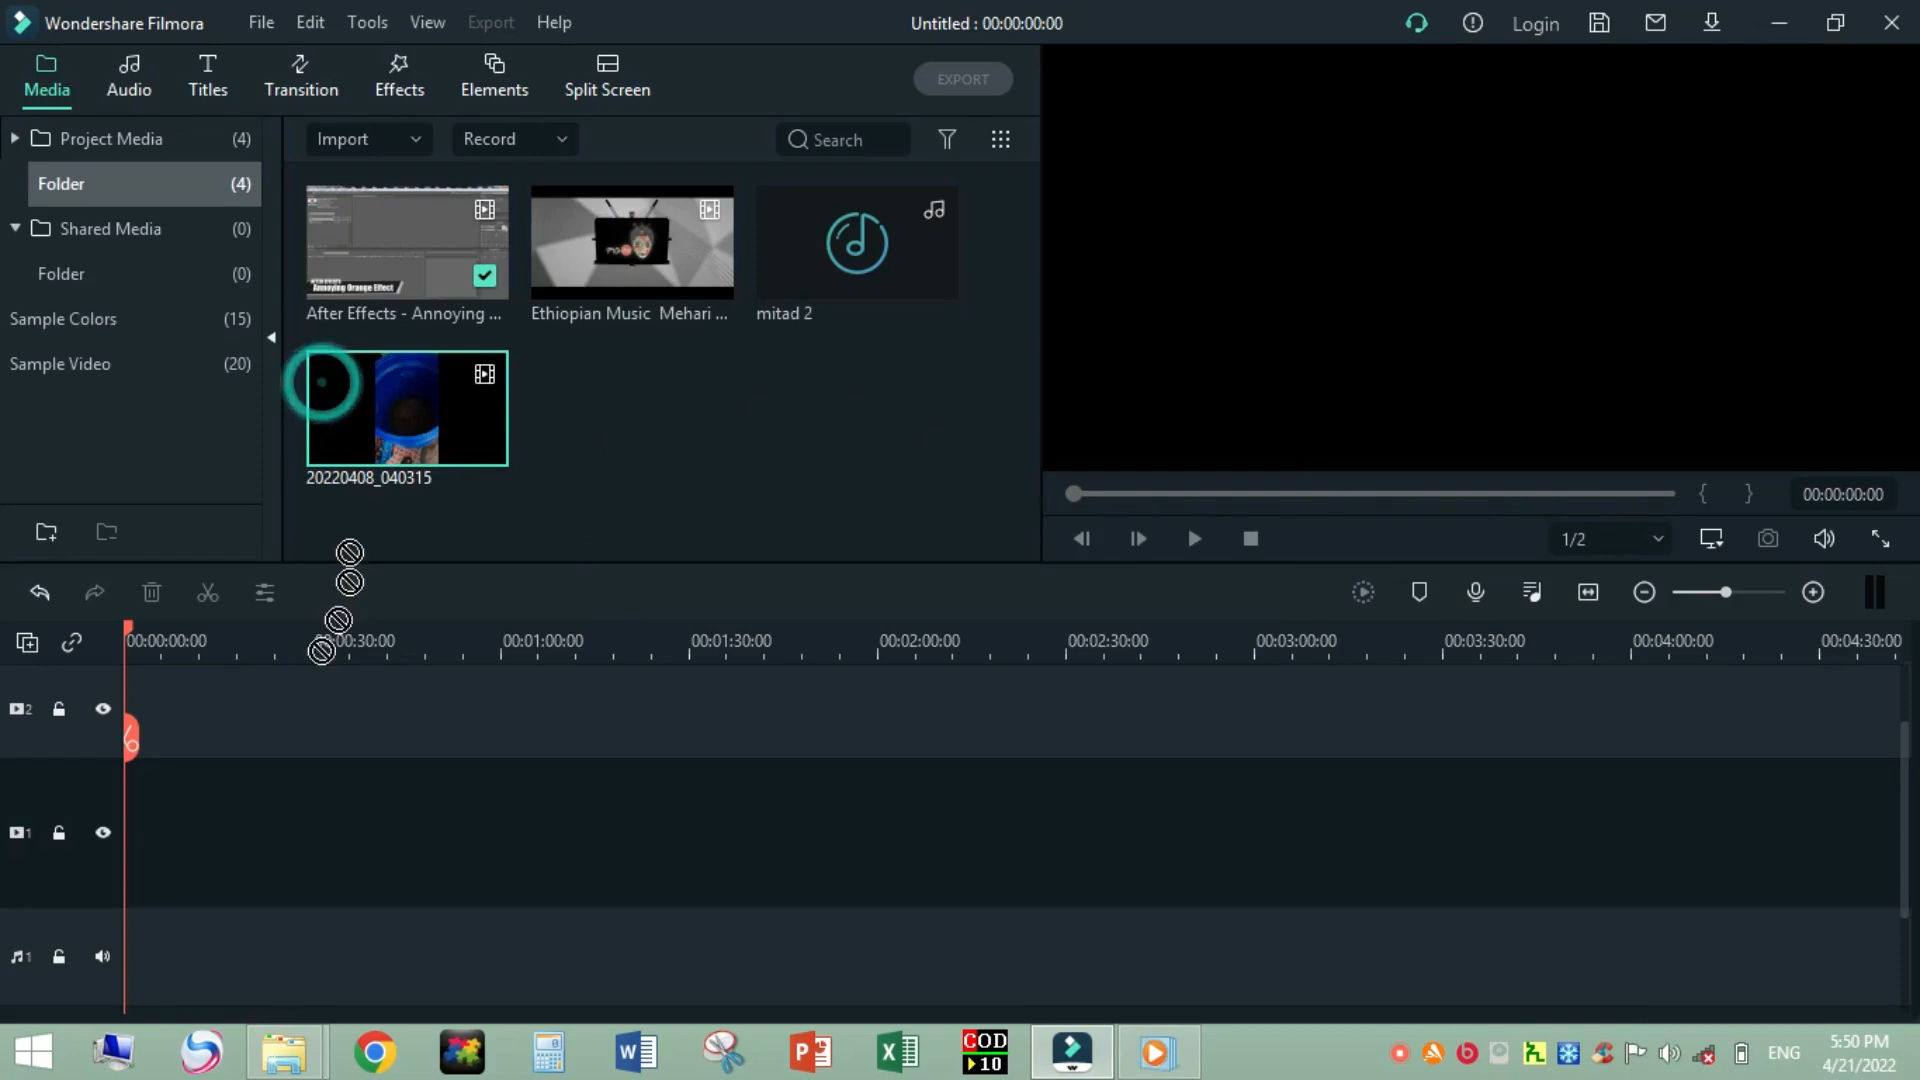 Wondershare Filmora File Edit Tools View Export Help Untitled : 00:00:00:00 Login
Media Audio Titles Transition Effects Elements Split Screen EXPORT
Project Media (4)
Folder (4)
Shared Media (0)
Folder (0)
Sample Colors (15)
Sample Video (20)
Import Record Search
Annoying Orange Effect
After Effects - Annoying ... Ethiopian Music Mehari ... mitad 2
20220408_040315
{ } 00:00:00:00
1/2
00:00:00:00 00:01:00:00 00:01:30:00 00:02:00:00 00:02:30:00 00:03:00:00 00:03:30:00 00:04:00:00 00:04:30:00
2
1
1
COD
10
ENG
5:50 PM
4/21/2022